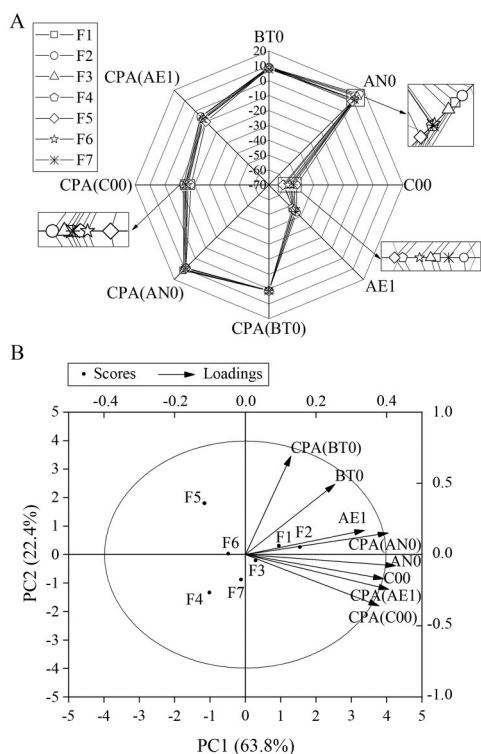 A
F1
F2
F3
F4
F5
F6
F7
BT0
20
10
0
-10
-20
-30
-40
-50
-60
-70
AN0
C00
AE1
CPA(BT0)
CPA(AN0)
CPA(C00)
CPA(AE1)
B
Scores Loadings
-0.2 0.0 0.2 0.4
5
4
3
2
1
0
-1
-2
-3
-4
-5
PC2 (22.4%)
1.0
0.5
0.0
-0.5
-1.0
CPA(BT0)
BT0
AE1
CPA(AN0)
AN0
C00
CPA(AE1)
CPA(C00)
F5
F6
F1
F2
F3
F4
F7
-5 -4 -3 -2 -1 0 1 2 3 4 5
PC1 (63.8%)